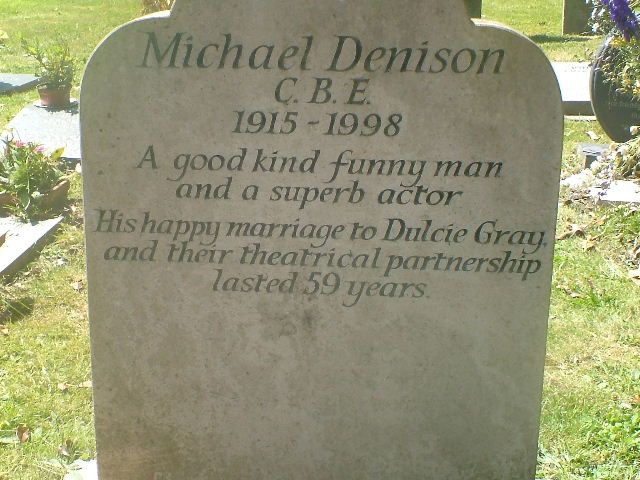 Michael Denison
C. B. E.
1915 - 1998
A good kind funny man
and a superb actor
His happy marriage to Dulcie Gray,
and their theatrical partnership
lasted 59 years.